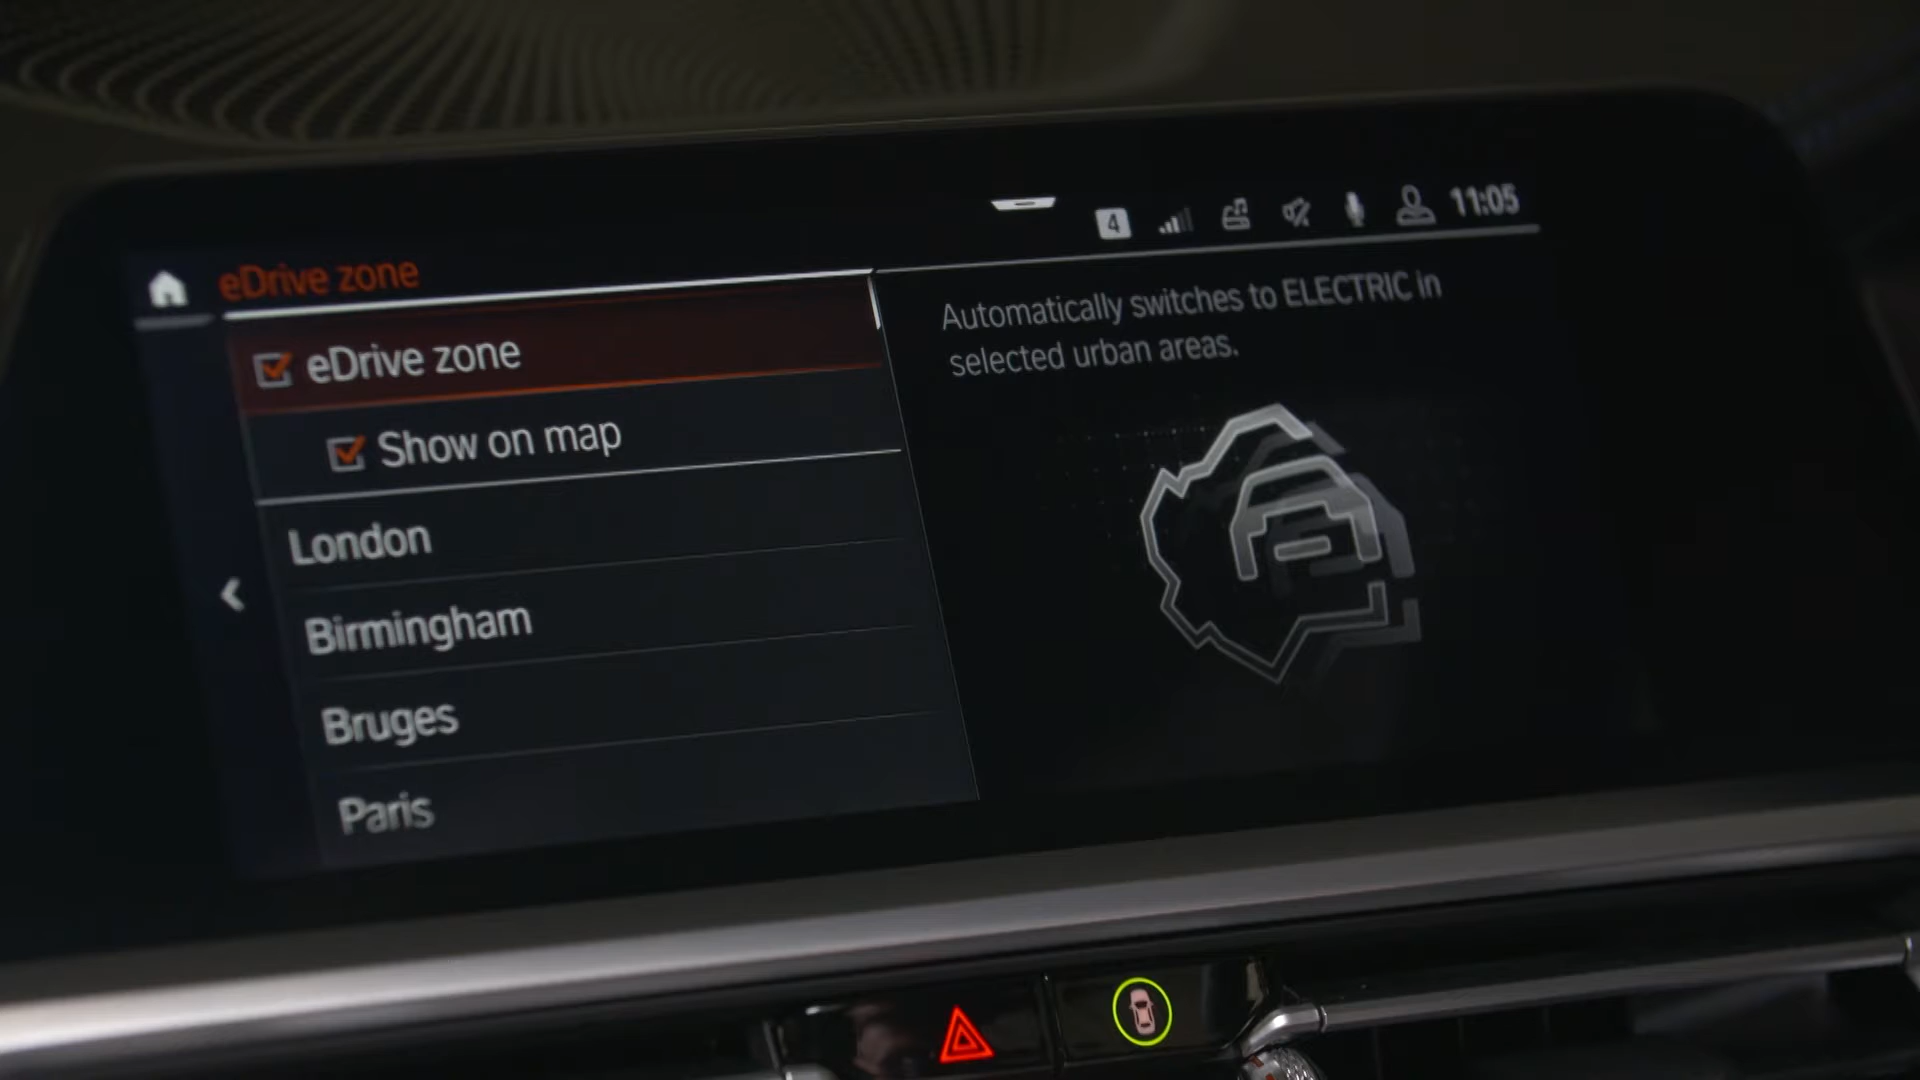 4
11:05
eDrive zone
eDrive zone
Show on map
London
Birmingham
Bruges
Paris
Automatically switches to ELECTRIC in
selected urban areas.